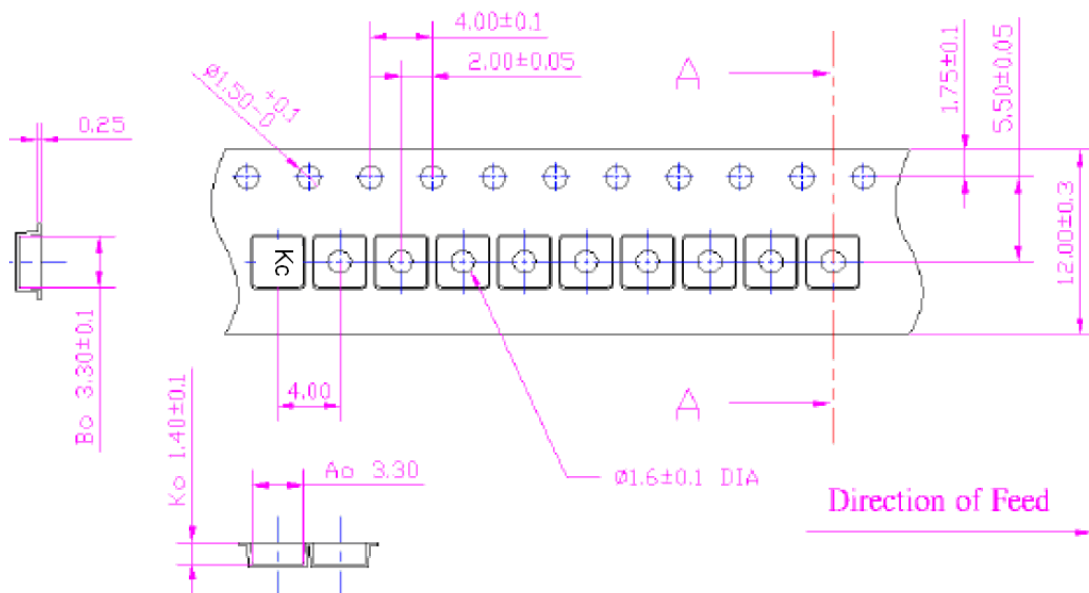 4.00±0.1
2.00±0.05
Ø1.50 +0.1 -0
0.25
A
1.75±0.1
5.50±0.05
12.00±0.3
Kc
Bo 3.30±0.1
4.00
A
Ko 1.40±0.1
Ao 3.30
Ø1.6±0.1 DIA
Direction of Feed